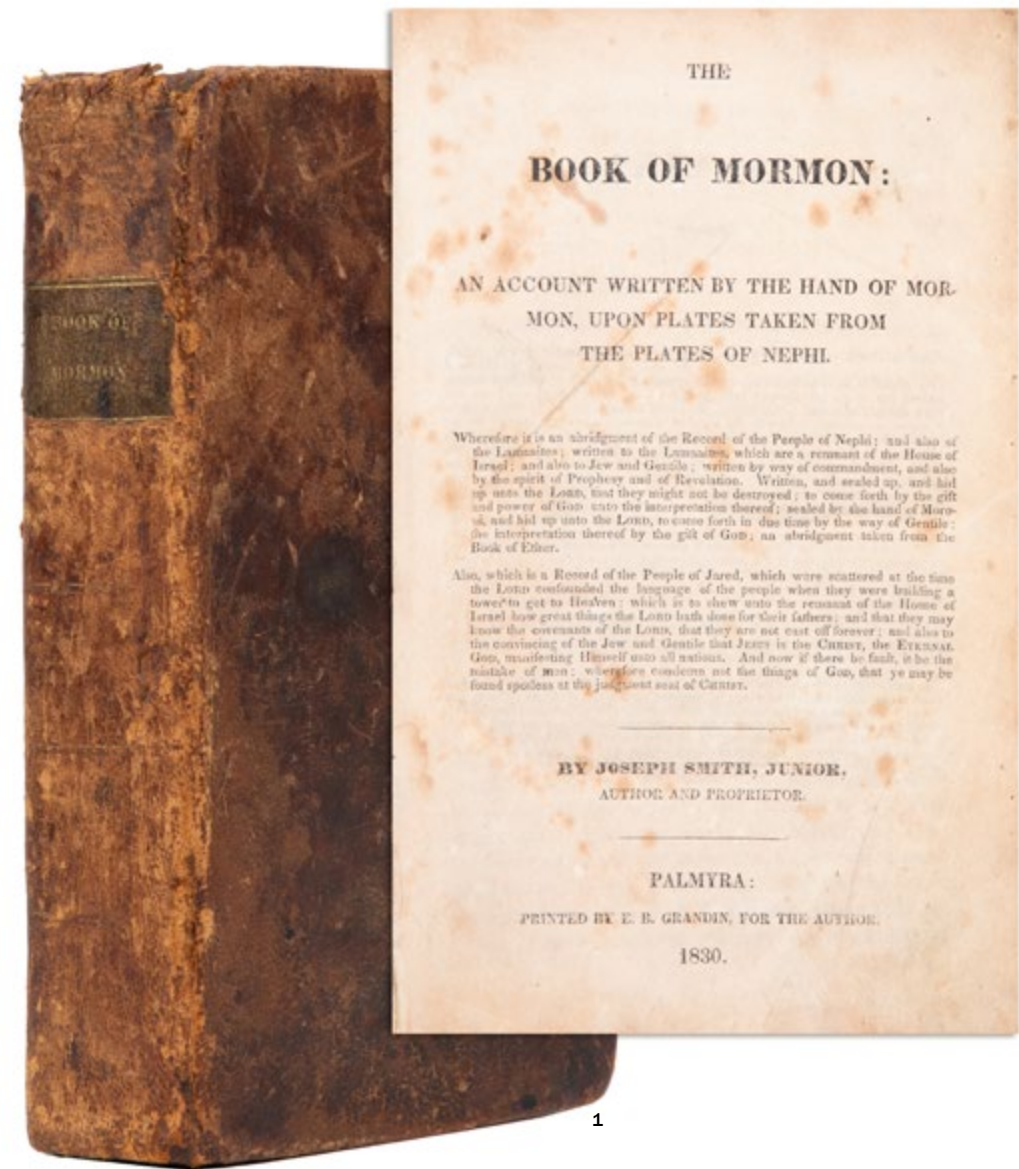 BOOK OF
MORMON
THE
BOOK OF MORMON:
AN ACCOUNT WRITTEN BY THE HAND OF MOR-
MON, UPON PLATES TAKEN FROM
THE PLATES OF NEPHI.
Wherefore it is an abridgment of the Record of the People of Nephi; and also of
the Lamanites; written to the Lamanites, which are a remnant of the House of
Israel; and also to Jew and Gentile; written by way of commandment, and also
by the spirit of Prophesy and of Revelation. Written, and sealed up, and hid
up unto the LORD, that they might not be destroyed; to come forth by the gift
and power of GOD unto the interpretation thereof; sealed by the hand of Moro-
ni, and hid up unto the LORD, to come forth in due time by the way of Gentile;
the interpretation thereof by the gift of GOD; an abridgment taken from the
Book of Ether.
Also, which is a Record of the People of Jared, which were scattered at the time
the LORD confounded the language of the people when they were building a
tower to get to Heaven: which is to shew unto the remnant of the House of
Israel how great things the LORD hath done for their fathers; and that they may
know the covenants of the LORD, that they are not cast off forever; and also to
the convincing of the Jew and Gentile that JESUS is the CHRIST, the ETERNAL
GOD, manifesting Himself unto all nations. And now if there be fault, it be the
mistake of men; wherefore condemn not the things of GOD, that ye may be
found spotless at the judgment seat of CHRIST.
BY JOSEPH SMITH, JUNIOR,
AUTHOR AND PROPRIETOR.
PALMYRA:
PRINTED BY E. B. GRANDIN, FOR THE AUTHOR.
1830.
1